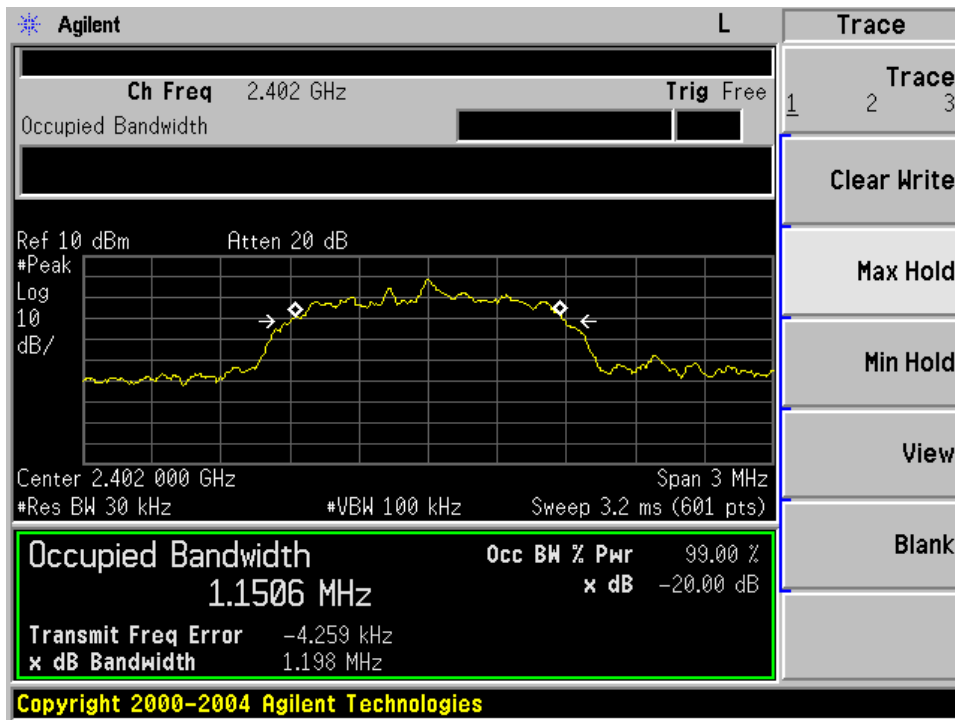 Agilent L Trace
Ch Freq 2.402 GHz Trig Free
Occupied Bandwidth
Trace
1 2 3
Clear Write
Max Hold
Min Hold
View
Blank
Ref 10 dBm Atten 20 dB
#Peak
Log
10
dB/
Center 2.402 000 GHz Span 3 MHz
#Res BW 30 kHz #VBW 100 kHz Sweep 3.2 ms (601 pts)
Occupied Bandwidth Occ BW % Pwr 99.00 %
1.1506 MHz x dB -20.00 dB
Transmit Freq Error -4.259 kHz
x dB Bandwidth 1.198 MHz
Copyright 2000-2004 Agilent Technologies